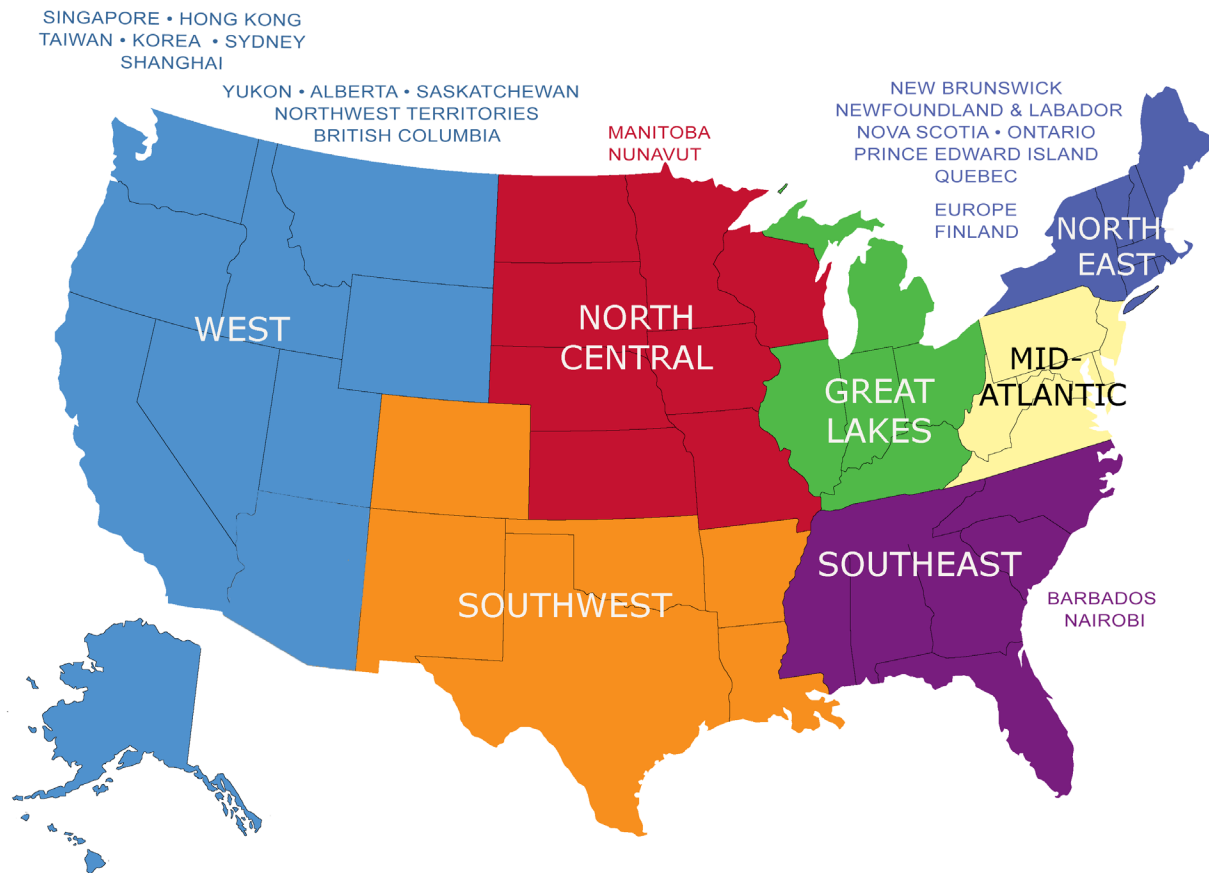 SINGAPORE • HONG KONG
TAIWAN • KOREA • SYDNEY
SHANGHAI
YUKON • ALBERTA • SASKATCHEWAN
NORTHWEST TERRITORIES
BRITISH COLUMBIA
MANITOBA
NUNAVUT
NEW BRUNSWICK
NEWFOUNDLAND & LABADOR
NOVA SCOTIA • ONTARIO
PRINCE EDWARD ISLAND
QUEBEC
EUROPE
FINLAND
NORTH-
EAST
WEST
NORTH
CENTRAL
MID-
ATLANTIC
GREAT
LAKES
SOUTHEAST
SOUTHWEST
BARBADOS
NAIROBI